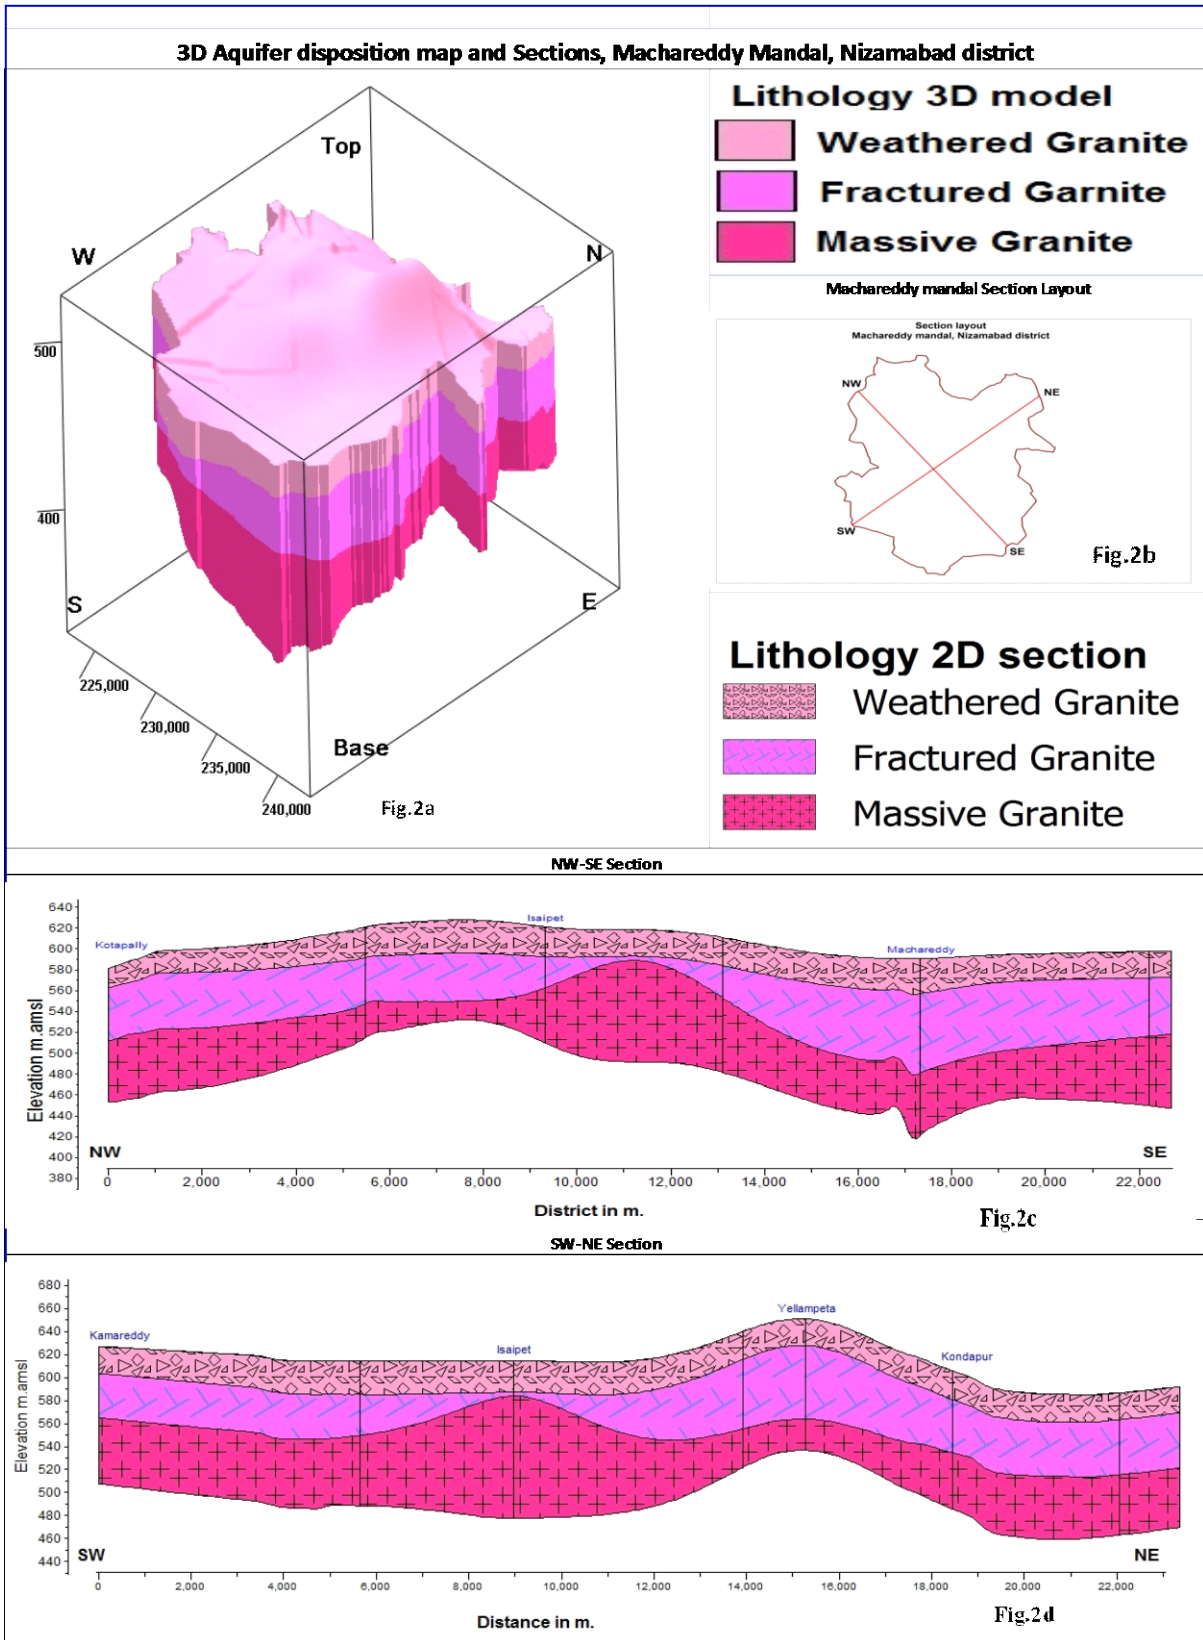 3D Aquifer disposition map and Sections, Machareddy Mandal, Nizamabad district
Top
W
N
500
400
S
E
225,000
230,000
235,000
240,000
Base
Fig.2a
Lithology 3D model
Weathered Granite
Fractured Garnite
Massive Granite
Machareddy mandal Section Layout
Section layout
Machareddy mandal, Nizamabad district
NW
NE
SW
SE
Fig.2b
Lithology 2D section
Weathered Granite
Fractured Granite
Massive Granite
NW-SE Section
Elevation m.amsl
640
620
600
580
560
540
520
500
480
460
440
420
400
380
Kotapally
Isaipet
Machareddy
NW
SE
0 2,000 4,000 6,000 8,000 10,000 12,000 14,000 16,000 18,000 20,000 22,000
District in m.
Fig.2c
SW-NE Section
Elevation m.amsl
680
660
640
620
600
580
560
540
520
500
480
460
440
Kamareddy
Isaipet
Yellampeta
Kondapur
SW
NE
0 2,000 4,000 6,000 8,000 10,000 12,000 14,000 16,000 18,000 20,000 22,000
Distance in m.
Fig.2d